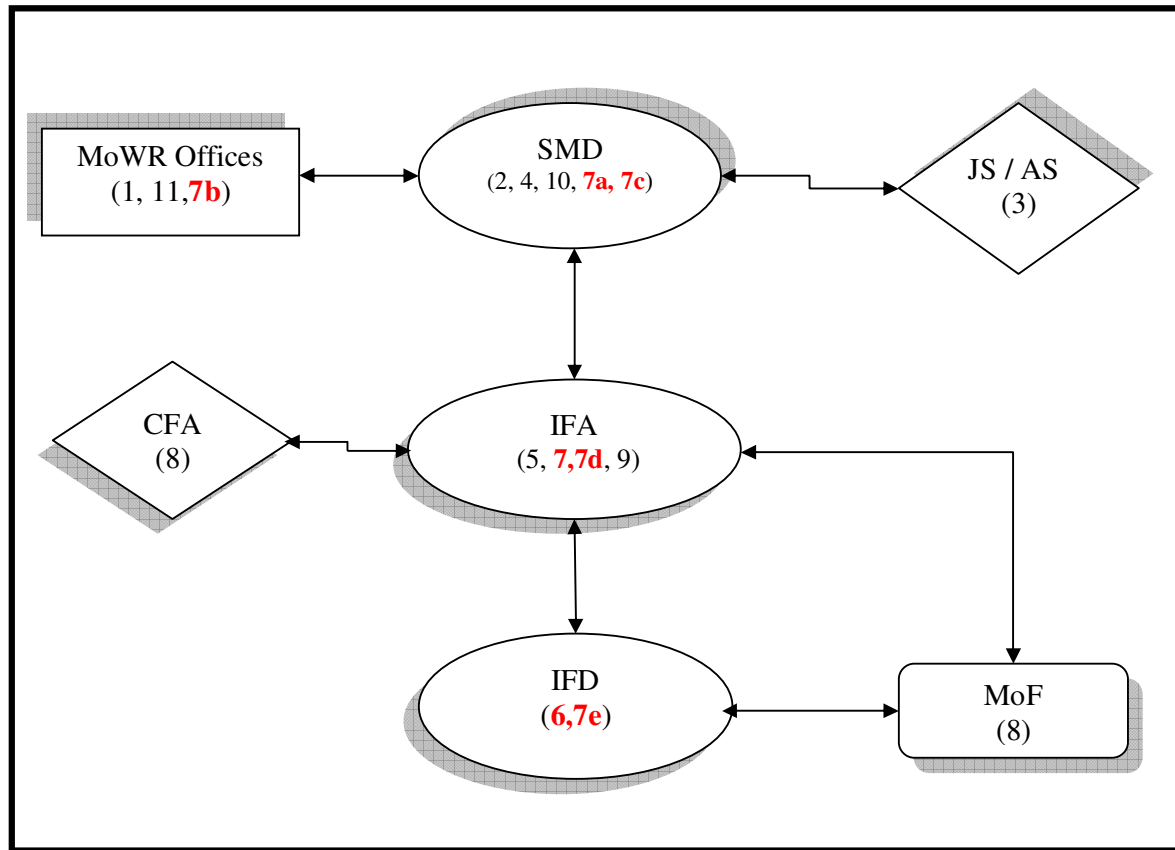 MoWR Offices
(1, 11,7b)
SMD
(2, 4, 10, 7a, 7c)
JS / AS
(3)
CFA
(8)
IFA
(5, 7,7d, 9)
IFD
(6,7e)
MoF
(8)